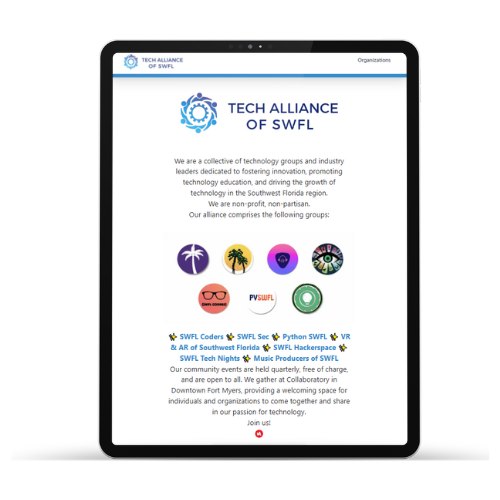 TECH ALLIANCE
OF SWFL
Organizations
TECH ALLIANCE
OF SWFL
We are a collective of technology groups and industry
leaders dedicated to fostering innovation, promoting
technology education, and driving the growth of
technology in the Southwest Florida region.
We are non-profit, non-partisan.
Our alliance comprises the following groups:
PYSWFL
SWFL Coders SWFL Sec Python SWFL VR
& AR of Southwest Florida SWFL Hackerspace
SWFL Tech Nights Music Producers of SWFL
Our community events are held quarterly, free of charge,
and are open to all. We gather at Collaboratory in
Downtown Fort Myers, providing a welcoming space for
individuals and organizations to come together and share
in our passion for technology.
Join us!